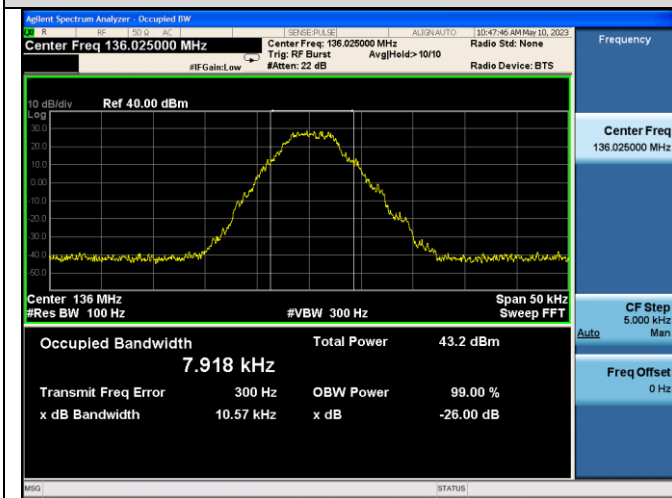 Agilent Spectrum Analyzer - Occupied BW
R RF 50 Ω AC SENSE:PULSE ALIGN AUTO 10:47:46 AM May 10, 2023
Center Freq 136.025000 MHz
Center Freq: 136.025000 MHz
Radio Std: None
Trig: RF Burst Avg|Hold:> 10/10
#IFGain:Low
#Atten: 22 dB
Radio Device: BTS
10 dB/div Ref 40.00 dBm
Log
30.0
20.0
10.0
0.00
-10.0
-20.0
-30.0
-40.0
-50.0
Center 136 MHz
Span 50 kHz
#Res BW 100 Hz
#VBW 300 Hz
Sweep FFT
Occupied Bandwidth
Total Power 43.2 dBm
7.918 kHz
Transmit Freq Error 300 Hz
OBW Power 99.00 %
x dB Bandwidth 10.57 kHz
x dB -26.00 dB
MSG
STATUS
Frequency
Center Freq
136.025000 MHz
CF Step
5.000 kHz
Auto Man
Freq Offset
0 Hz